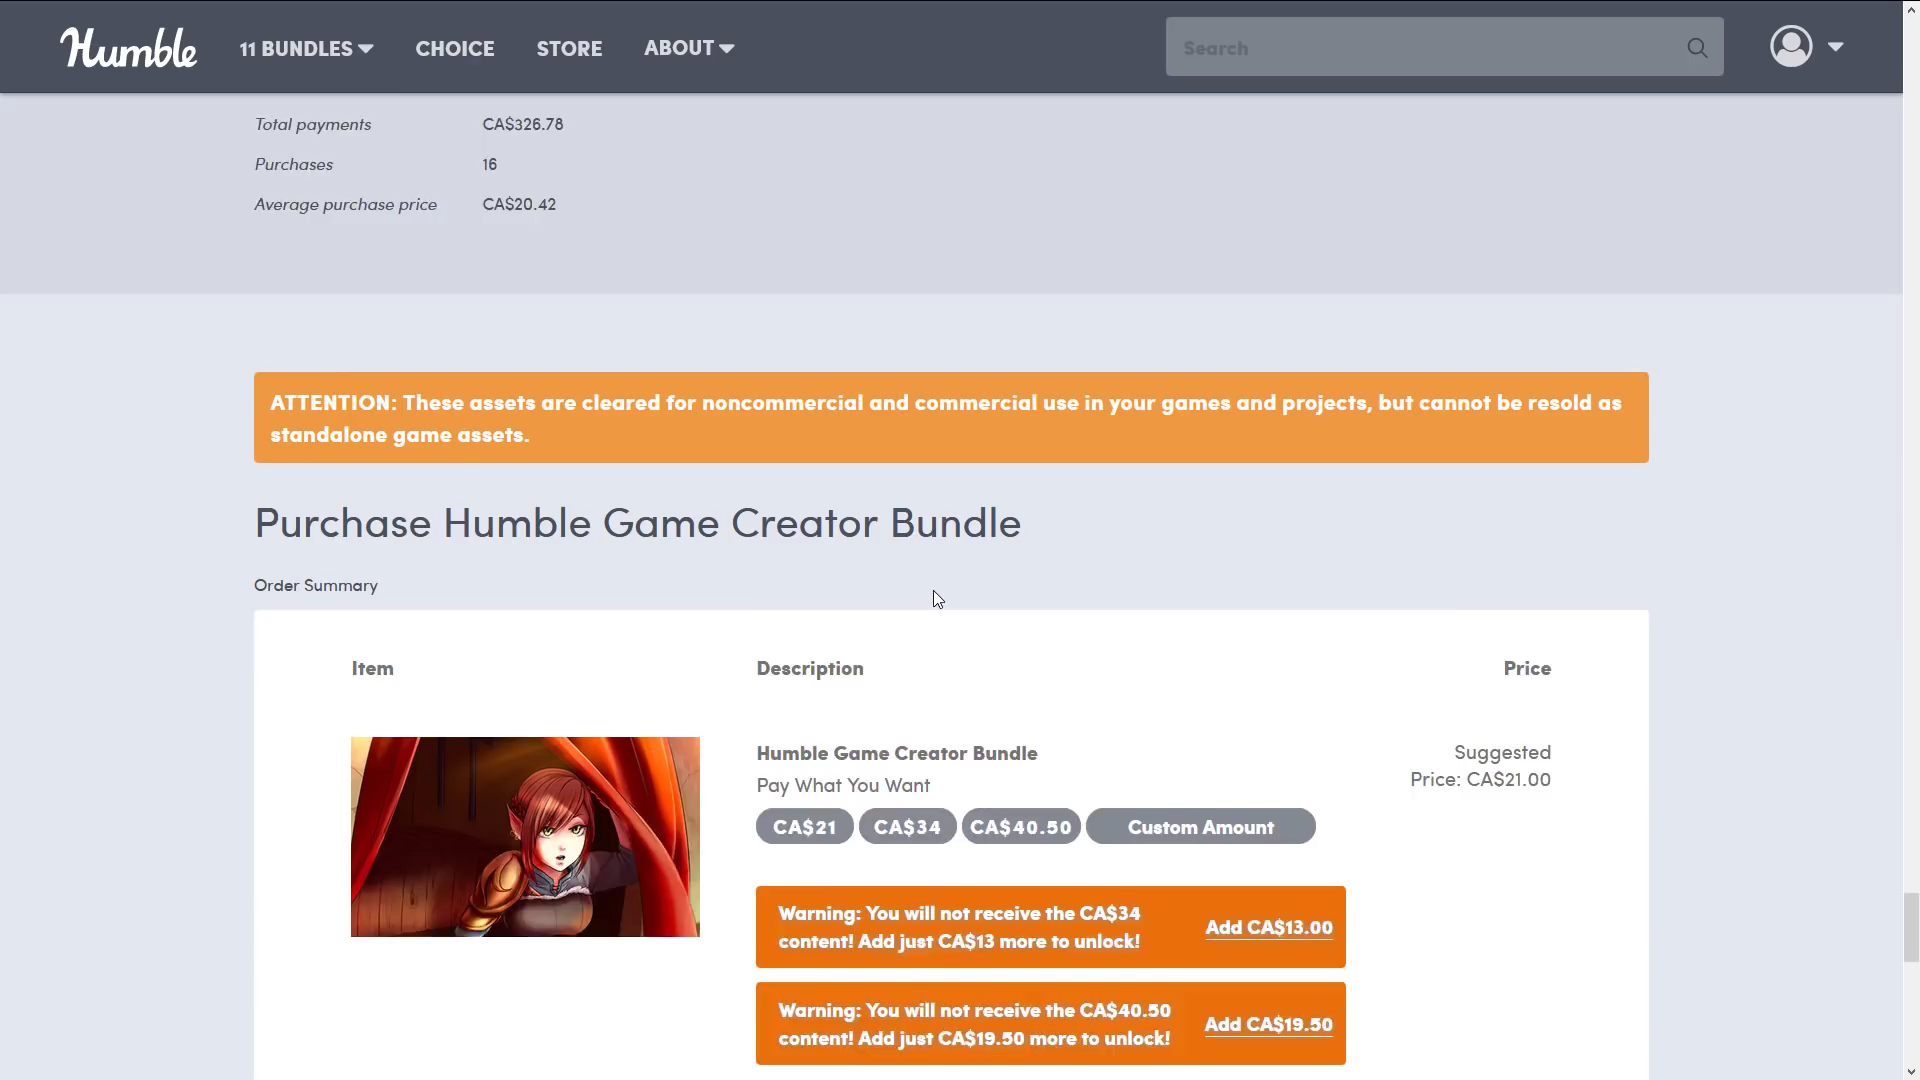 Humble
11 BUNDLES
CHOICE
STORE
ABOUT
Search
Total payments CA$326.78
Purchases 16
Average purchase price CA$20.42
ATTENTION: These assets are cleared for noncommercial and commercial use in your games and projects, but cannot be resold as
standalone game assets.
Purchase Humble Game Creator Bundle
Order Summary
Item Description Price
Humble Game Creator Bundle
Pay What You Want
Suggested
Price: CA$21.00
CA$21 CA$34 CA$40.50 Custom Amount
Warning: You will not receive the CA$34
content! Add just CA$13 more to unlock!
Add CA$13.00
Warning: You will not receive the CA$40.50
content! Add just CA$19.50 more to unlock!
Add CA$19.50